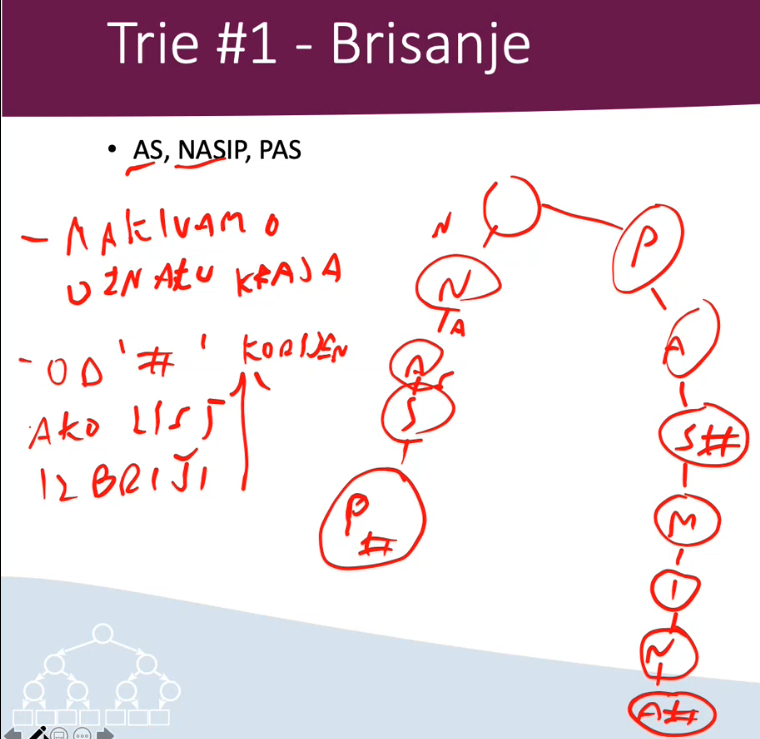 Trie #1 - Brisanje
• AS, NASIP, PAS
- MAKIVAMO
OZNAKU KRAJA
- OD '#' KORIJEN
AKO LIST
IZBRIŠI
N
N
A
A
S
S
P
#
P
A
S#
M
I
N
A#